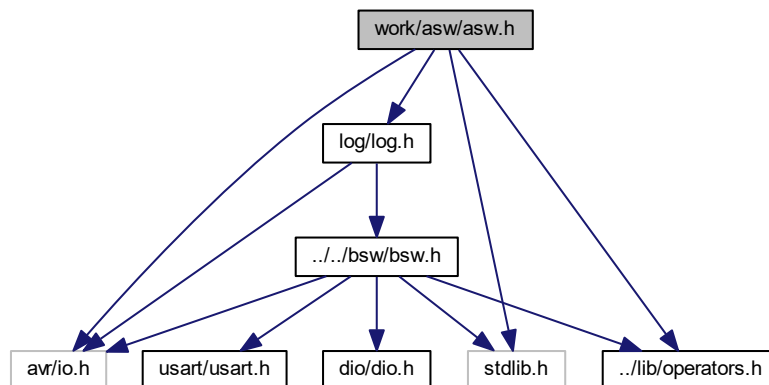 work/asw/asw.h
log/log.h
../../bsw/bsw.h
avr/io.h
usart/usart.h
dio/dio.h
stdlib.h
../lib/operators.h